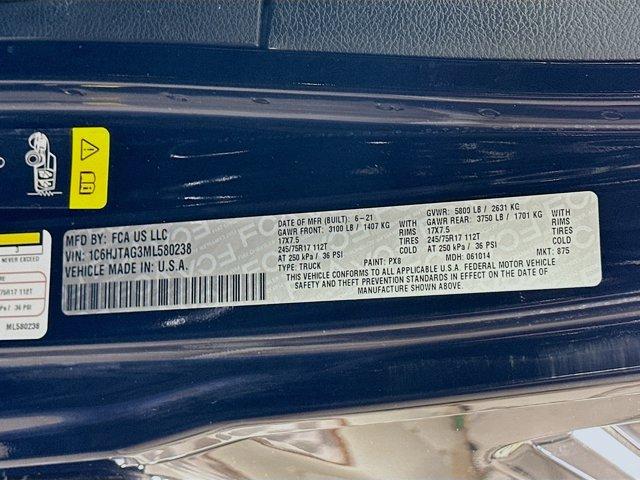 MFD BY: FCA US LLC
VIN: 1C6HJTAG3ML580238
VEHICLE MADE IN U.S.A.
DATE OF MFR (BUILT): 6-21
GAWR FRONT: 3100 LB / 1407 KG WITH
17X7.5 RIMS
245/75R17 112T
AT 250 kPa / 36 PSI
TYPE: TRUCK PAINT: PX8
GVWR: 5800 LB / 2631 KG
GAWR REAR: 3750 LB / 1701 KG WITH
17X7.5 RIMS
245/75R17 112T
AT 250 kPa / 36 PSI
MDH: 061014 MKT: 875
THIS VEHICLE CONFORMS TO ALL APPLICABLE U.S.A. FEDERAL MOTOR VEHICLE
SAFETY AND THEFT PREVENTION STANDARDS IN EFFECT ON THE DATE OF
MANUFACTURE SHOWN ABOVE.
3
NEVER EXCEED
75R17 112T
/ 36 PSI
ML580238